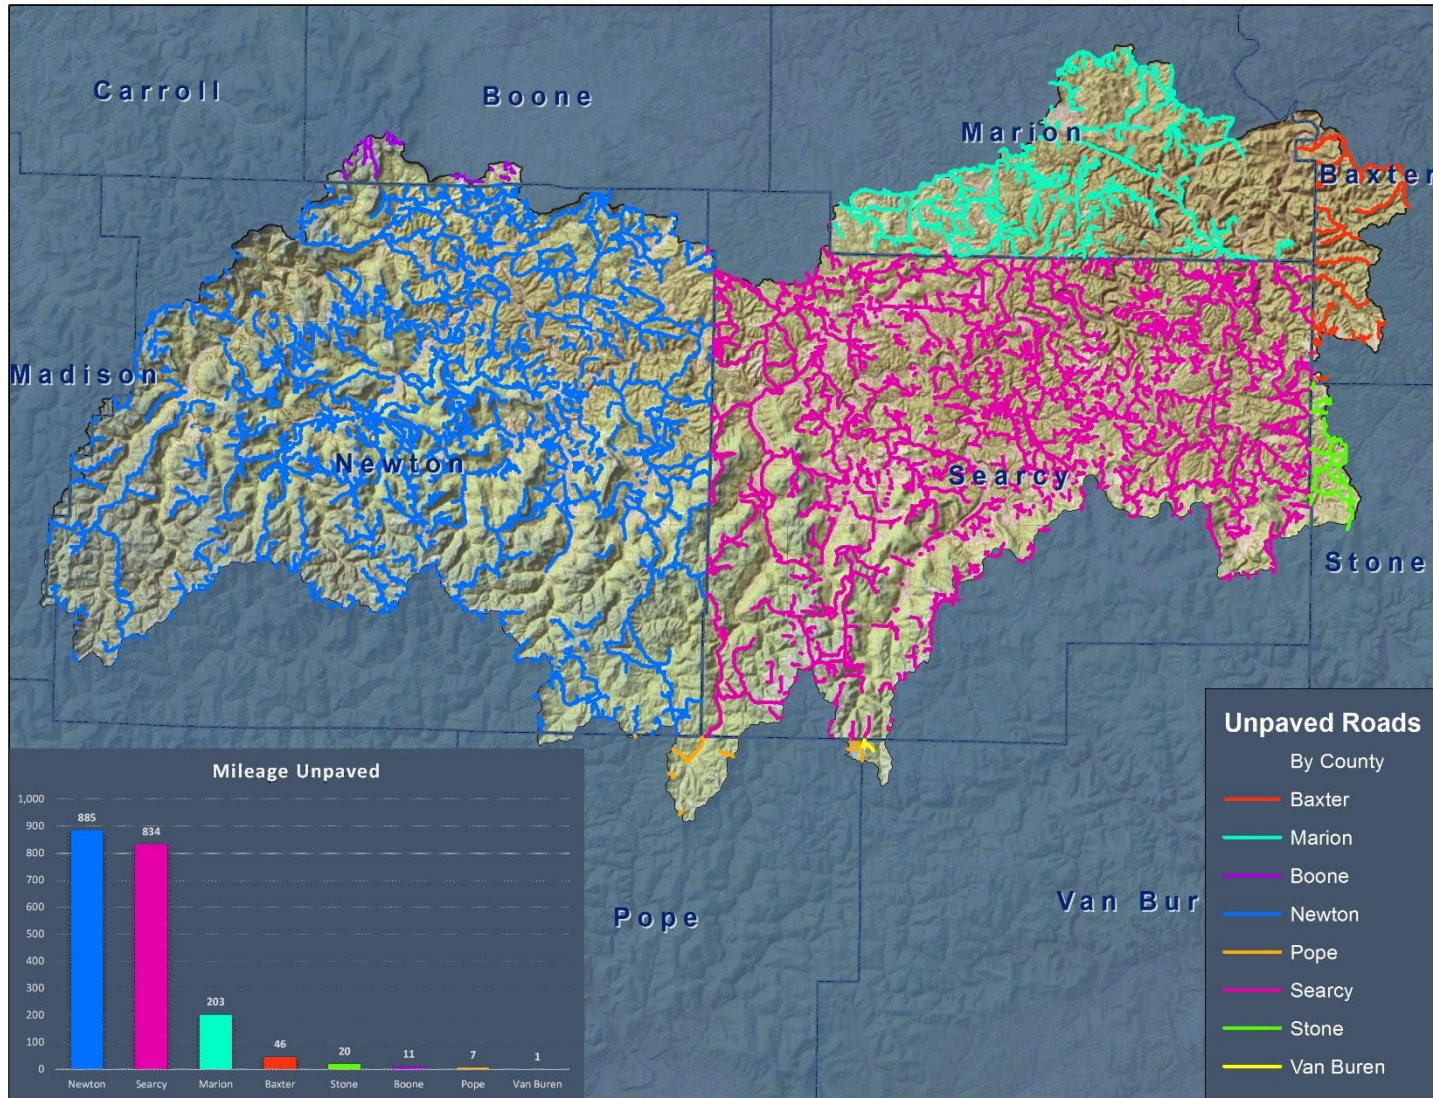 Carroll
Boone
Marion
Baxter
Madison
Newton
Searcy
Stone
Pope
Van Bur
Unpaved Roads
By County
Baxter
Marion
Boone
Newton
Pope
Searcy
Stone
Van Buren
Mileage Unpaved
1,000
900
800
700
600
500
400
300
200
100
0
885
834
203
46
20
11
7
1
Newton
Searcy
Marion
Baxter
Stone
Boone
Pope
Van Buren